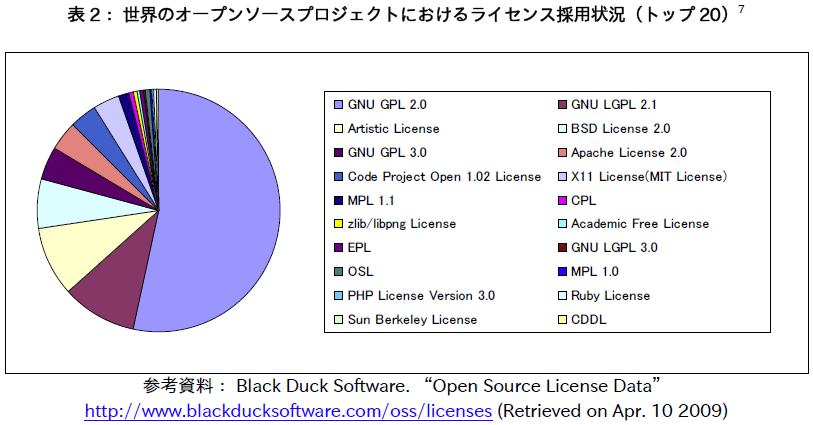 表２： 世界のオープンソースプロジェクトにおけるライセンス採用状況（トップ 20）7
GNU GPL 2.0
GNU LGPL 2.1
Artistic License
BSD License 2.0
GNU GPL 3.0
Apache License 2.0
Code Project Open 1.02 License
X11 License(MIT License)
MPL 1.1
CPL
zlib/libpng License
Academic Free License
EPL
GNU LGPL 3.0
OSL
MPL 1.0
PHP License Version 3.0
Ruby License
Sun Berkeley License
CDDL
参考資料： Black Duck Software. “Open Source License Data”
http://www.blackducksoftware.com/oss/licenses (Retrieved on Apr. 10 2009)